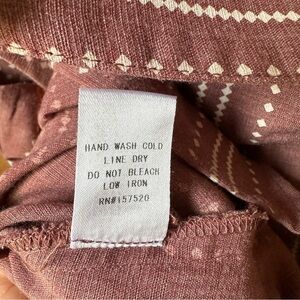 HAND WASH COLD
LINE DRY
DO NOT BLEACH
LOW IRON
RN#157520